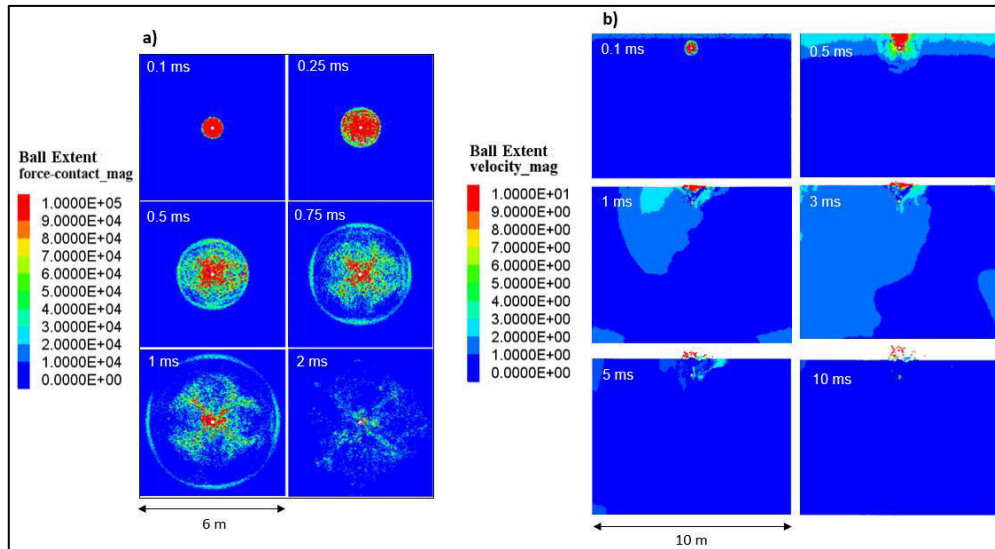 a)
0.1 ms
0.25 ms
0.5 ms
0.75 ms
1 ms
2 ms
Ball Extent
force-contact_mag
1.0000E+05
9.0000E+04
8.0000E+04
7.0000E+04
6.0000E+04
5.0000E+04
4.0000E+04
3.0000E+04
2.0000E+04
1.0000E+04
0.0000E+00
6 m
b)
0.1 ms
0.5 ms
1 ms
3 ms
5 ms
10 ms
Ball Extent
velocity_mag
1.0000E+01
9.0000E+00
8.0000E+00
7.0000E+00
6.0000E+00
5.0000E+00
4.0000E+00
3.0000E+00
2.0000E+00
1.0000E+00
0.0000E+00
10 m